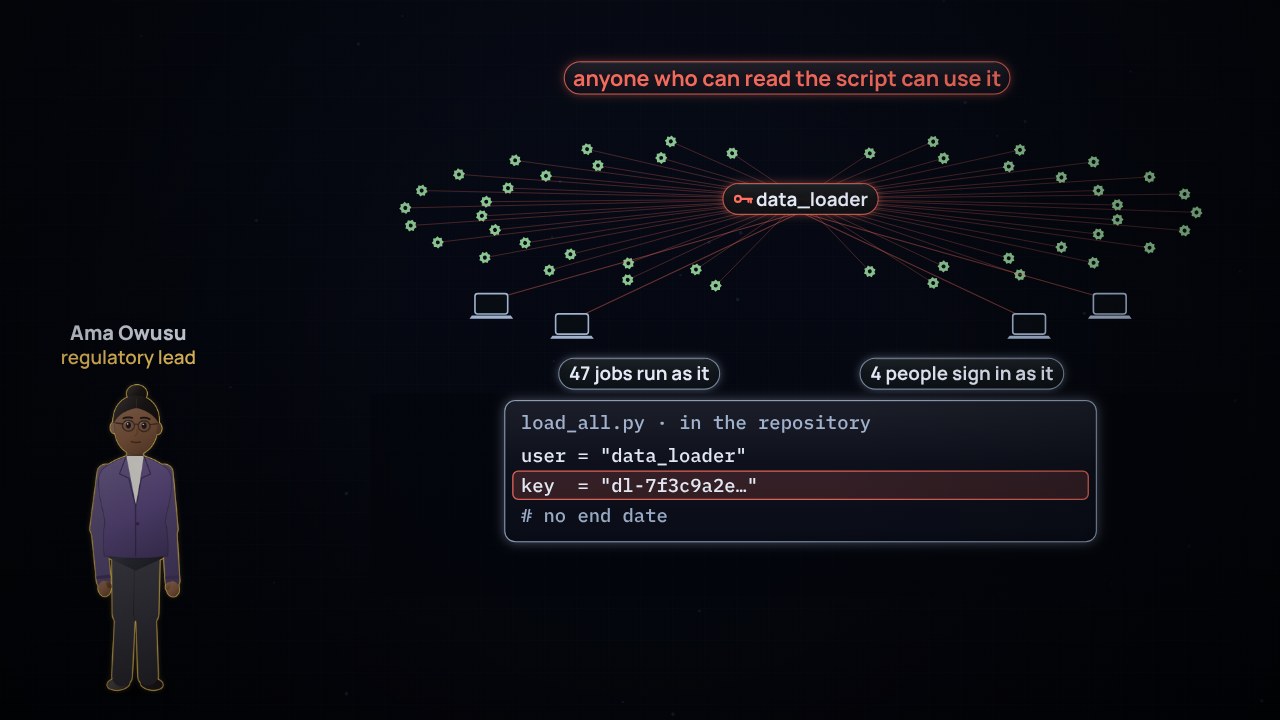 anyone who can read the script can use it
data_loader
Ama Owusu
regulatory lead
47 jobs run as it
4 people sign in as it
load_all.py · in the repository
user = "data_loader"
key  = "dl-7f3c9a2e…"
# no end date